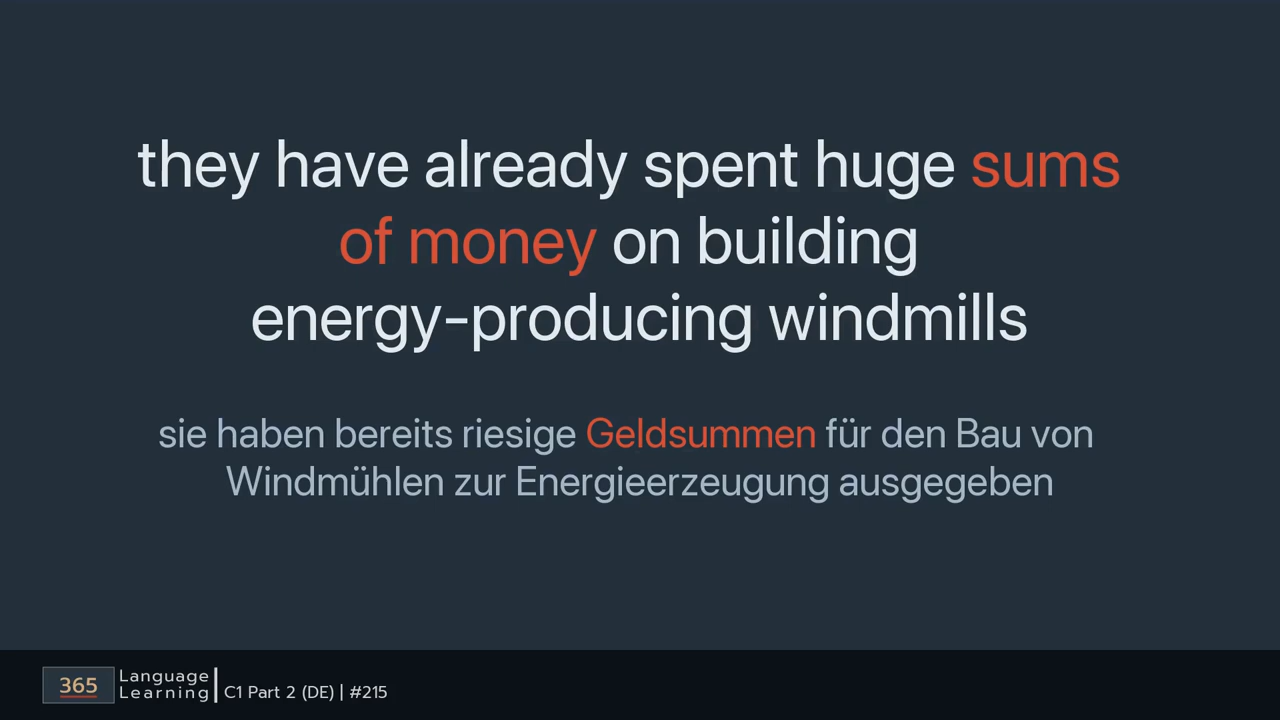 they have already spent huge sums
of money on building
energy-producing windmills
sie haben bereits riesige Geldsummen für den Bau von
Windmühlen zur Energieerzeugung ausgegeben
365 Language
Learning
C1 Part 2 (DE) | #215